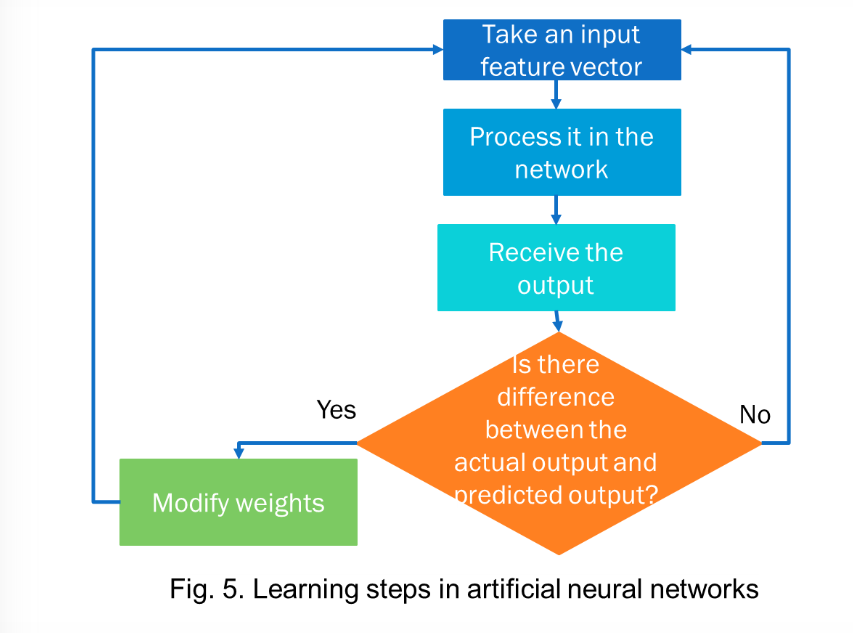 Take an input
feature vector
Process it in the
network
Receive the
output
Is there
difference
between the
actual output and
predicted output?
Yes
No
Modify weights
Fig. 5. Learning steps in artificial neural networks